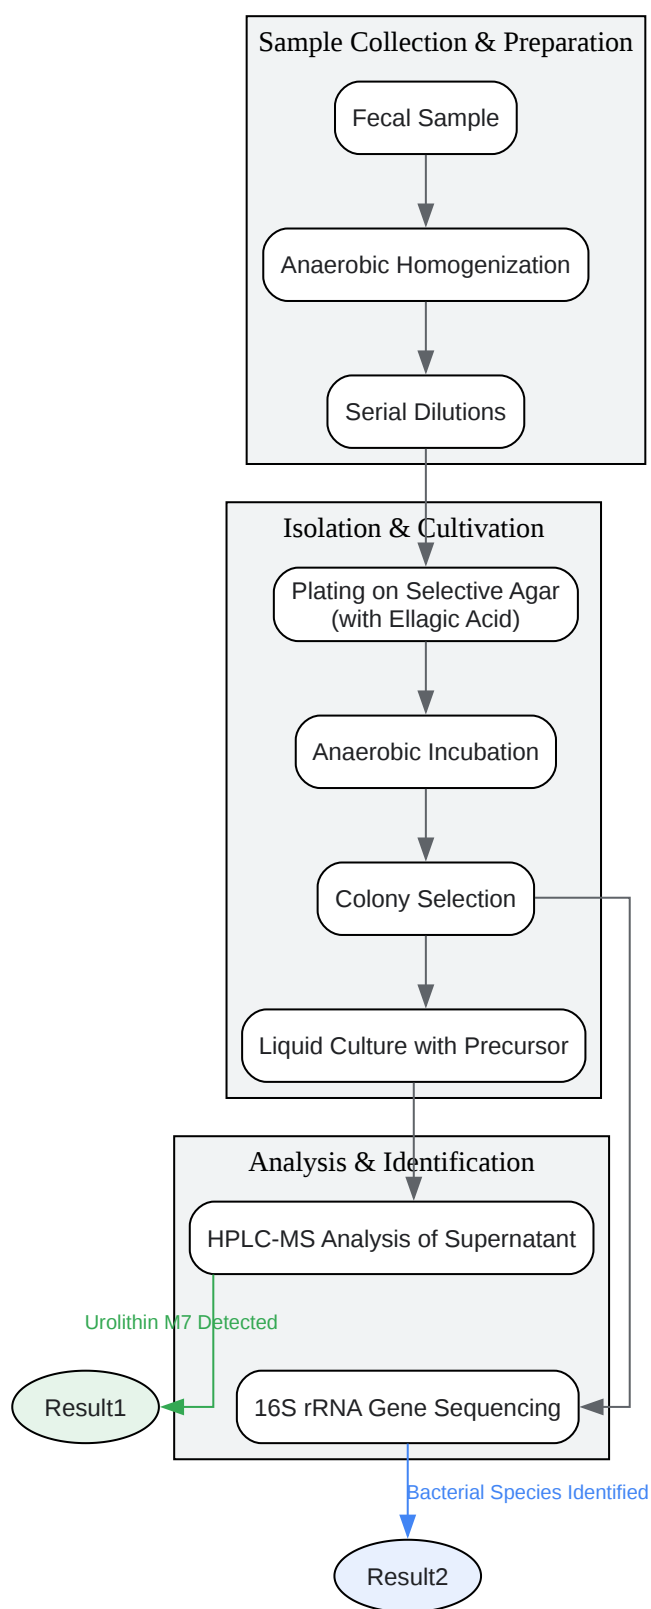 Sample Collection & Preparation
Fecal Sample
Anaerobic Homogenization
Serial Dilutions
Isolation & Cultivation
Plating on Selective Agar
(with Ellagic Acid)
Anaerobic Incubation
Colony Selection
Liquid Culture with Precursor
Analysis & Identification
HPLC-MS Analysis of Supernatant
Urolithin M7 Detected
Result1
16S rRNA Gene Sequencing
Bacterial Species Identified
Result2